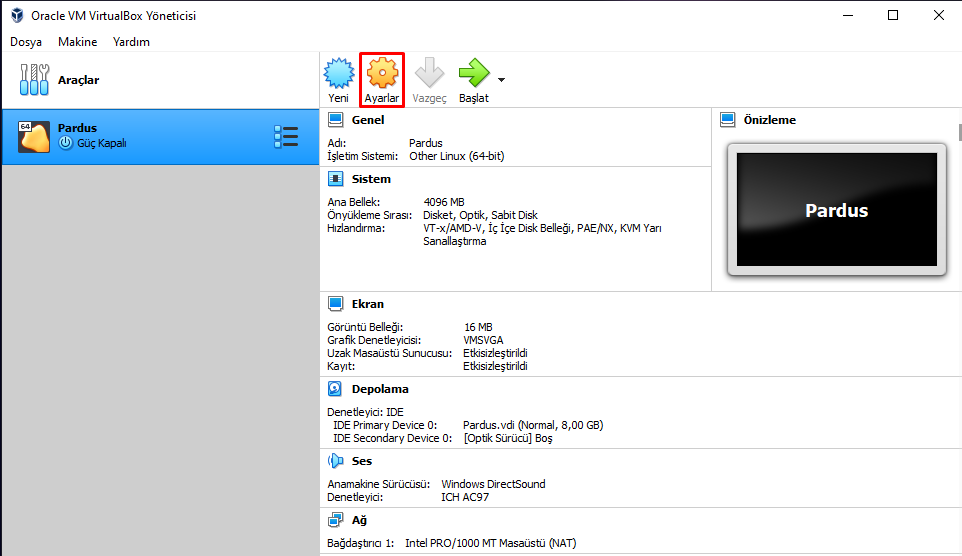 Oracle VM VirtualBox Yöneticisi
Dosya Makine Yardım
Araçlar
Yeni Ayarlar Vazgeç Başlat
64
Pardus
Güç Kapalı
Genel
Adı: Pardus
İşletim Sistemi: Other Linux (64-bit)
Önizleme
Pardus
Sistem
Ana Bellek: 4096 MB
Önyükleme Sırası: Disket, Optik, Sabit Disk
Hızlandırma: VT-x/AMD-V, İç İçe Disk Belleği, PAE/NX, KVM Yarı
Sanallaştırma
Ekran
Görüntü Belleği: 16 MB
Grafik Denetleyicisi: VMSVGA
Uzak Masaüstü Sunucusu: Etkisizleştirildi
Kayıt: Etkisizleştirildi
Depolama
Denetleyici: IDE
IDE Primary Device 0: Pardus.vdi (Normal, 8,00 GB)
IDE Secondary Device 0: [Optik Sürücü] Boş
Ses
Anamakine Sürücüsü: Windows DirectSound
Denetleyici: ICH AC97
Ağ
Bağdaştırıcı 1: Intel PRO/1000 MT Masaüstü (NAT)